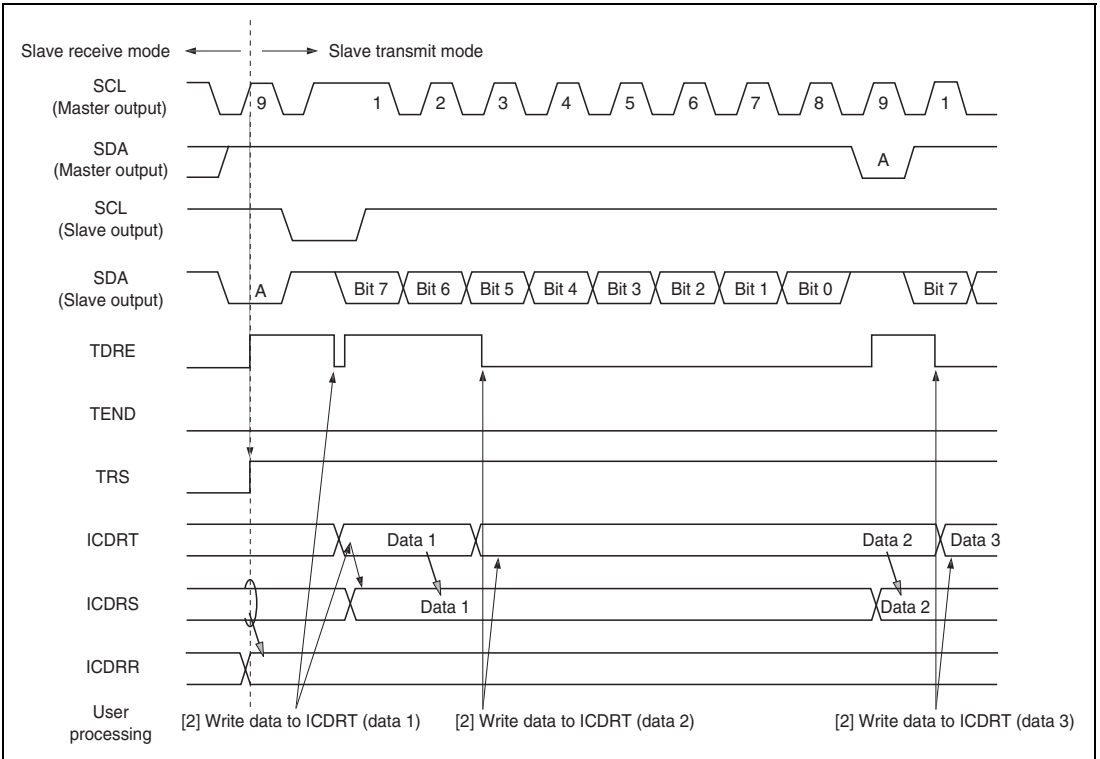 Slave receive mode Slave transmit mode
SCL
(Master output)
9 1 2 3 4 5 6 7 8 9 1
SDA
(Master output)
A
SCL
(Slave output)
SDA
(Slave output)
A Bit 7 Bit 6 Bit 5 Bit 4 Bit 3 Bit 2 Bit 1 Bit 0 Bit 7
TDRE
TEND
TRS
ICDRT
Data 1 Data 2 Data 3
ICDRS
Data 1 Data 2
ICDRR
User
processing
[2] Write data to ICDRT (data 1) [2] Write data to ICDRT (data 2) [2] Write data to ICDRT (data 3)